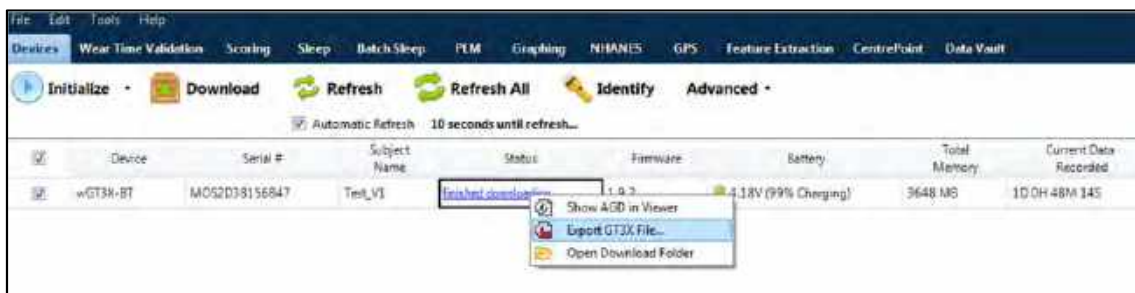 File Edit Tools Help
Devices Wear Time Validation Scoring Sleep Batch Sleep PLM Graphing NHANES GPS Feature Extraction CentrePoint Data Vault
Initialize Download Refresh Refresh All Identify Advanced
Automatic Refresh 10 seconds until refresh...
Device Serial # Subject Name Status Firmware Battery Total Memory Current Data Recorded
wGT3X-BT MOS2D38156847 Test_V1 finished downloading 1.9.2 4.18V (99% Charging) 3648 MB 1D 0H 48M 14S
Show AGD in Viewer
Export GT3X File...
Open Download Folder